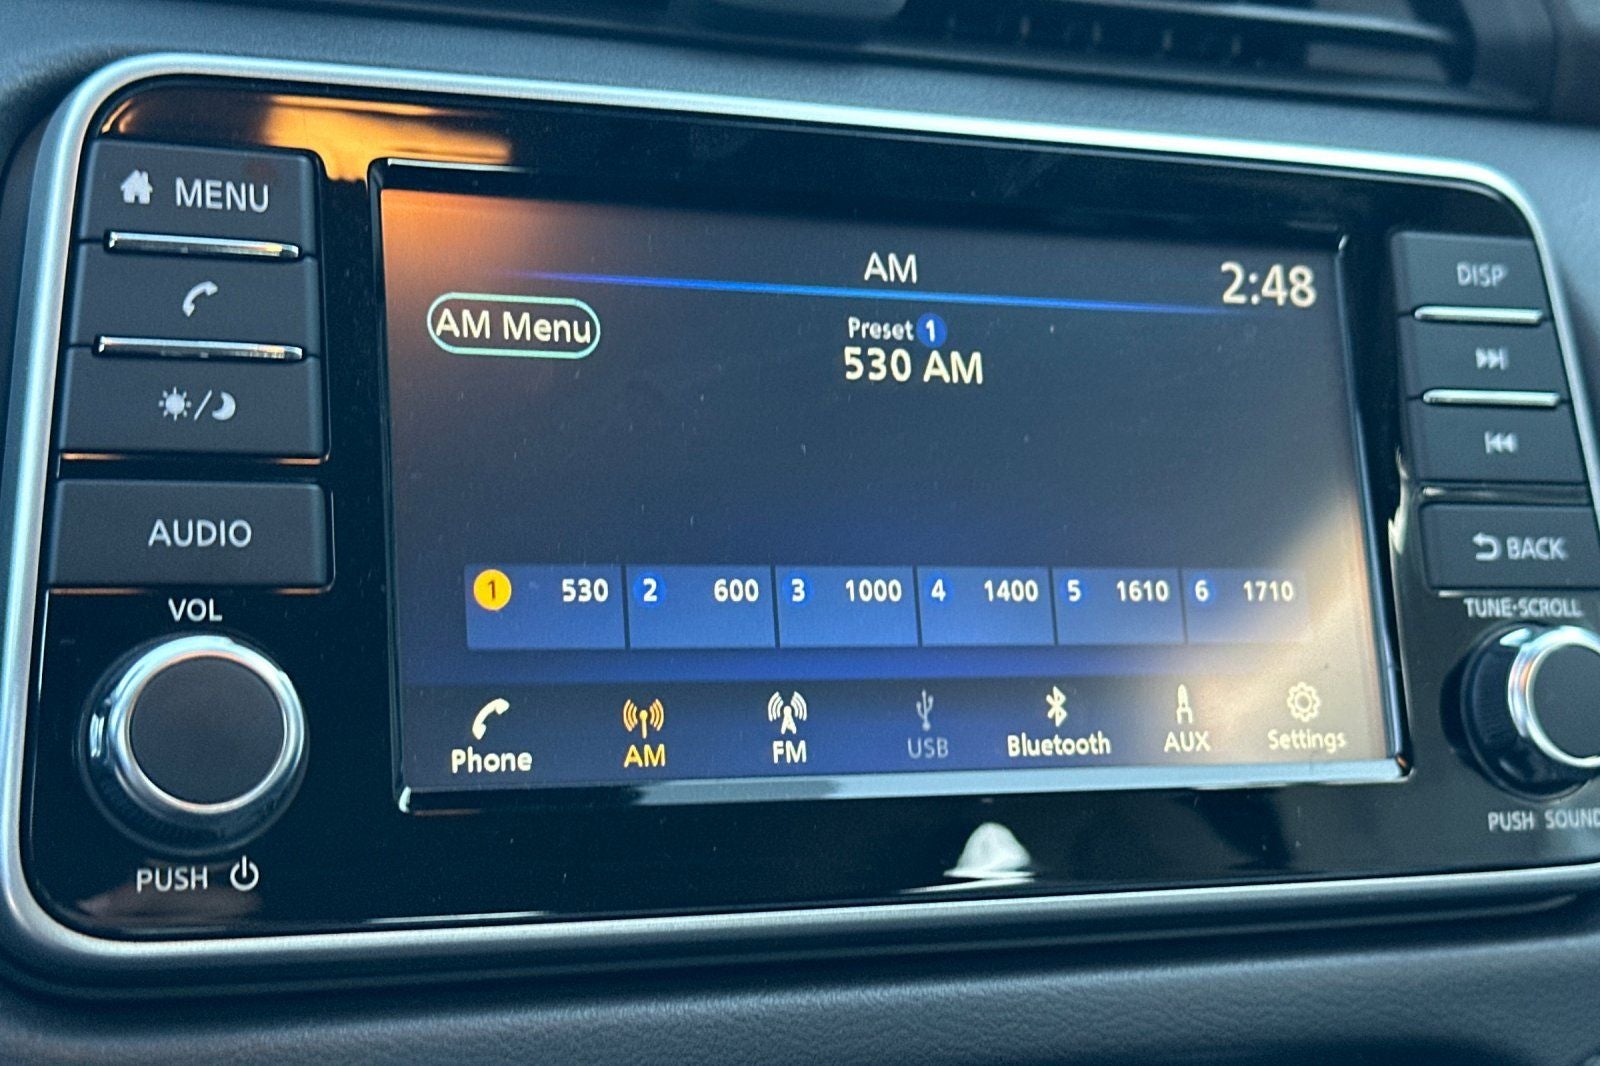 MENU
AUDIO
VOL
PUSH
AM
2:48
AM Menu
Preset 1
530 AM
1 530 2 600 3 1000 4 1400 5 1610 6 1710
Phone AM FM USB Bluetooth AUX Settings
DISP
BACK
TUNE·SCROLL
PUSH SOUND